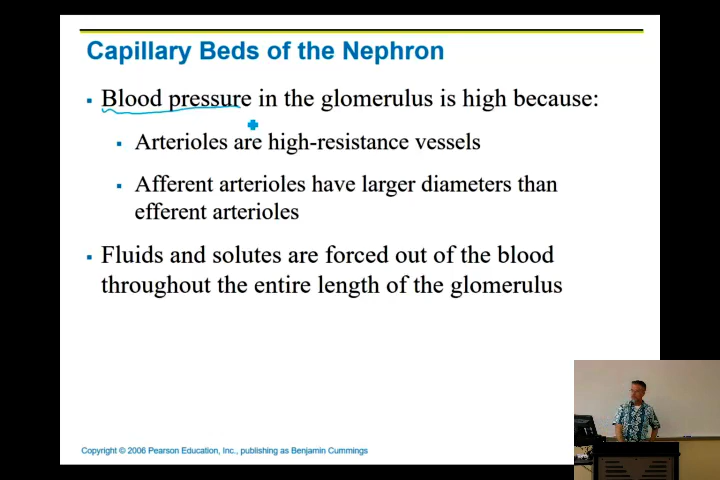 Capillary Beds of the Nephron
▪ Blood pressure in the glomerulus is high because:
▪ Arterioles are high-resistance vessels
▪ Afferent arterioles have larger diameters than
efferent arterioles
▪ Fluids and solutes are forced out of the blood
throughout the entire length of the glomerulus
Copyright © 2006 Pearson Education, Inc., publishing as Benjamin Cummings